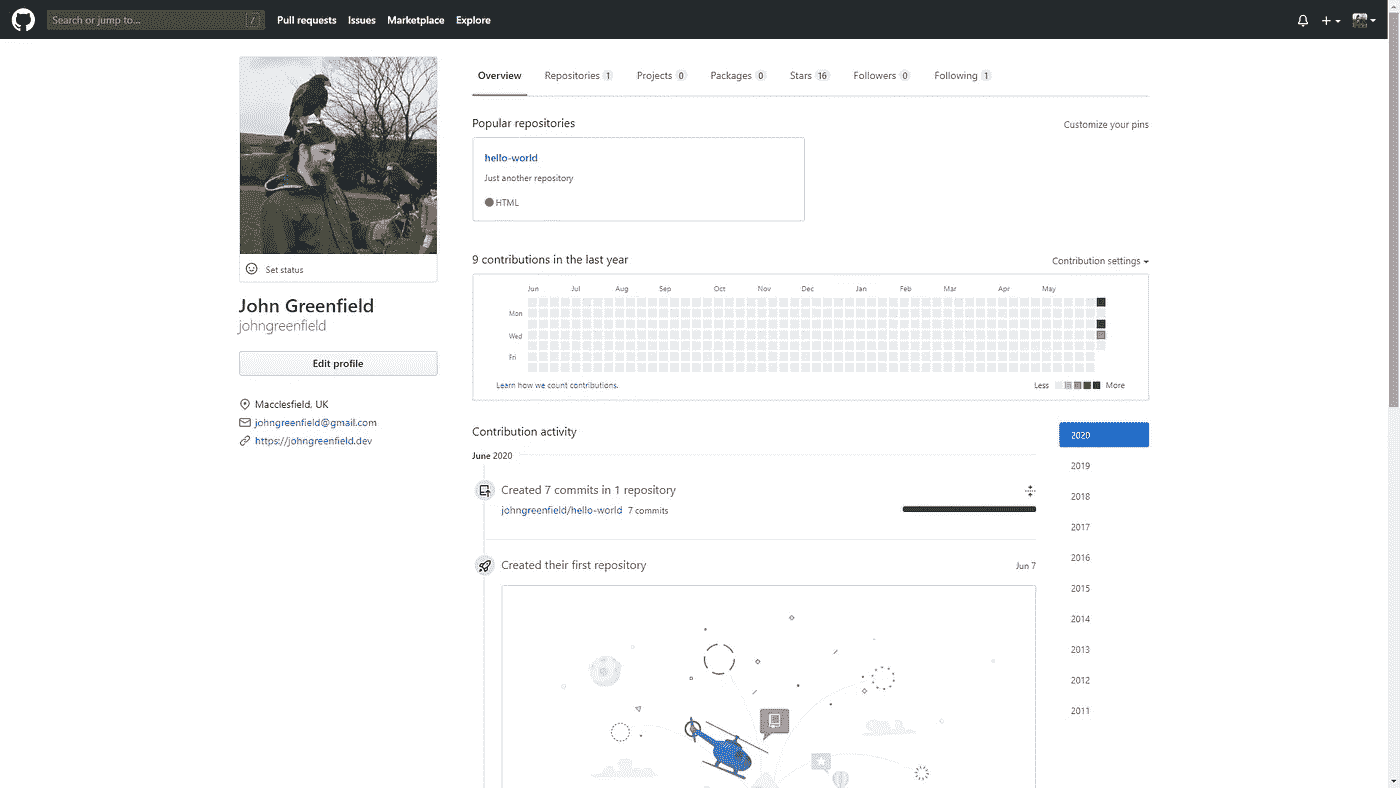 Search or jump to... / Pull requests Issues Marketplace Explore
Overview Repositories 1 Projects 0 Packages 0 Stars 16 Followers 0 Following 1
Popular repositories Customize your pins
hello-world
Just another repository
HTML
Set status
John Greenfield
johngreenfield
Edit profile
Macclesfield, UK
johngreenfield@gmail.com
https://johngreenfield.dev
9 contributions in the last year Contribution settings
Jun Jul Aug Sep Oct Nov Dec Jan Feb Mar Apr May
Mon
Wed
Fri
Learn how we count contributions. Less More
Contribution activity
June 2020
Created 7 commits in 1 repository
johngreenfield/hello-world 7 commits
Created their first repository Jun 7
2020
2019
2018
2017
2016
2015
2014
2013
2012
2011